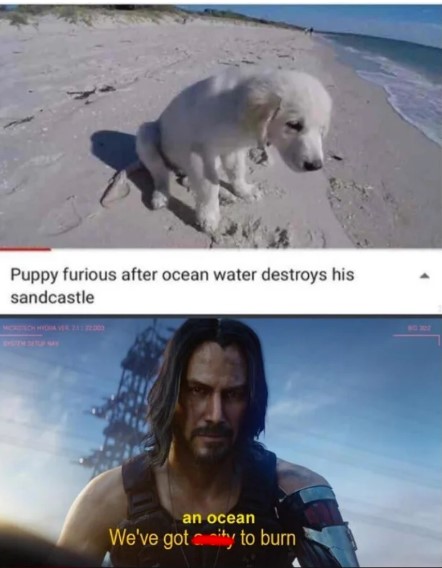 Puppy furious after ocean water destroys his
sandcastle
an ocean
We've got a city to burn